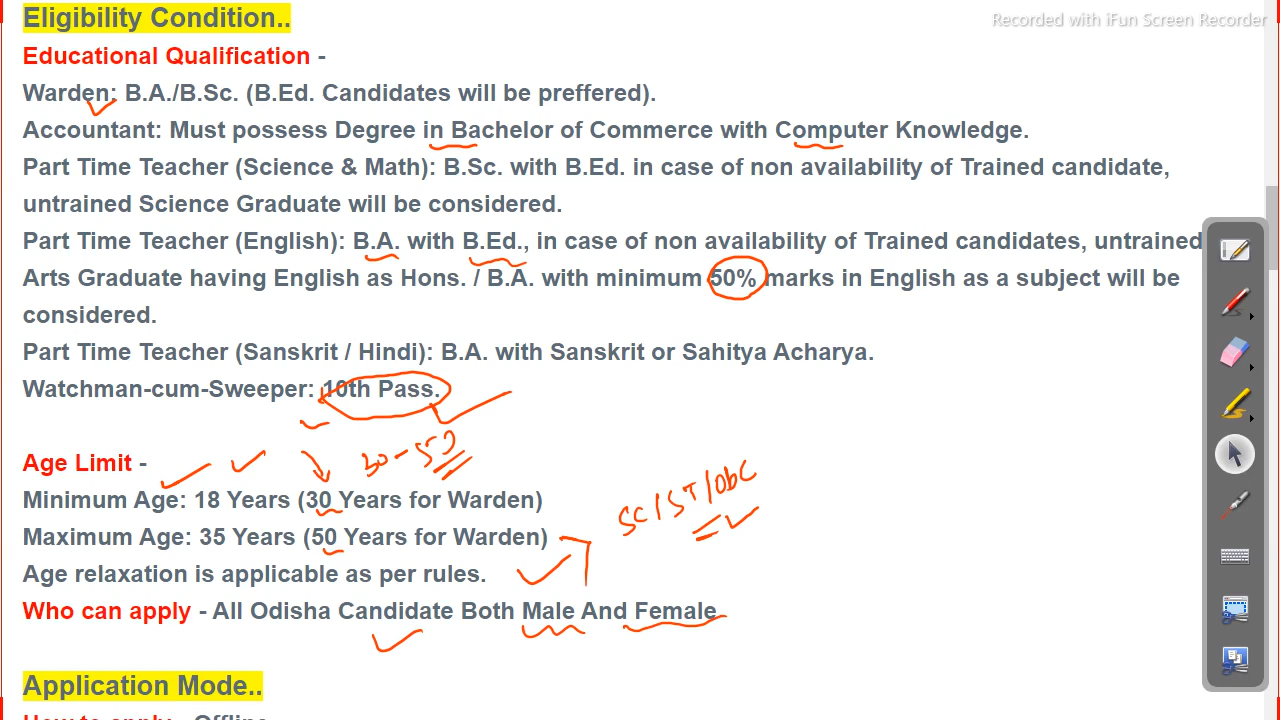 Eligibility Condition..
Recorded with iFun Screen Recorder
Educational Qualification -
Warden: B.A./B.Sc. (B.Ed. Candidates will be preffered).
Accountant: Must possess Degree in Bachelor of Commerce with Computer Knowledge.
Part Time Teacher (Science & Math): B.Sc. with B.Ed. in case of non availability of Trained candidate,
untrained Science Graduate will be considered.
Part Time Teacher (English): B.A. with B.Ed., in case of non availability of Trained candidates, untrained
Arts Graduate having English as Hons. / B.A. with minimum 50% marks in English as a subject will be
considered.
Part Time Teacher (Sanskrit / Hindi): B.A. with Sanskrit or Sahitya Acharya.
Watchman-cum-Sweeper: 10th Pass.
30-50
Age Limit -
SC/ST/Obc
Minimum Age: 18 Years (30 Years for Warden)
Maximum Age: 35 Years (50 Years for Warden)
Age relaxation is applicable as per rules.
Who can apply - All Odisha Candidate Both Male And Female
Application Mode..
How to apply - Offline